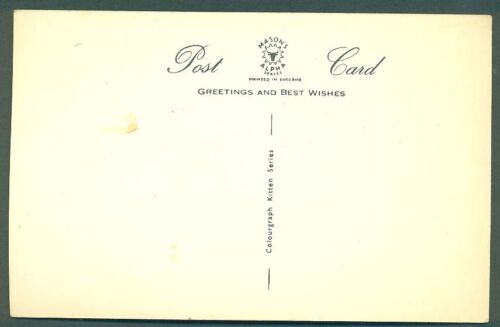 Post Card
MASON'S
ALPHA
SERIES
PRINTED IN ENGLAND
GREETINGS AND BEST WISHES
Colourgraph Kitten Series